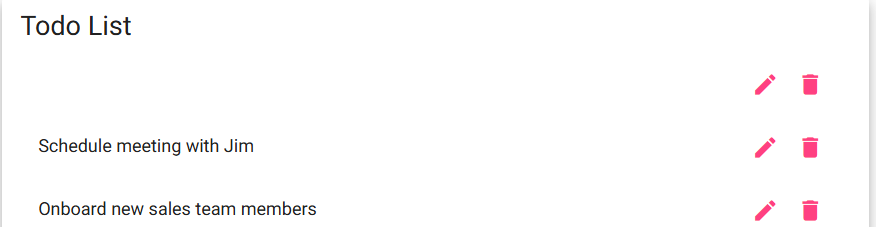 Todo List
Schedule meeting with Jim
Onboard new sales team members